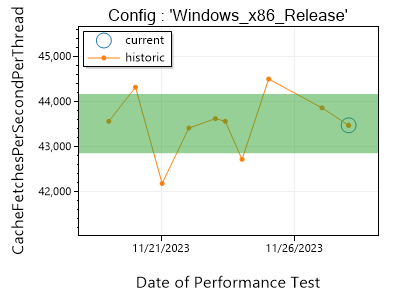 Config : 'Windows_x86_Release'
CacheFetchesPerSecondPerThread
45,000
44,000
43,000
42,000
current
historic
11/21/2023
11/26/2023
Date of Performance Test